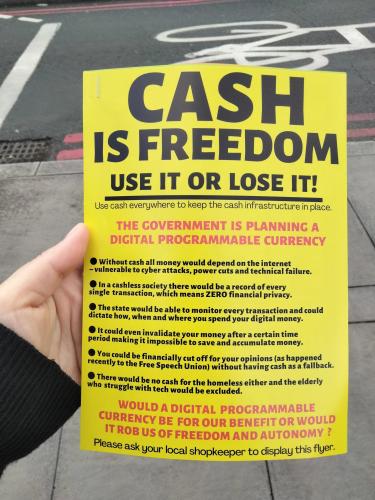 CASH
IS FREEDOM
USE IT OR LOSE IT!
Use cash everywhere to keep the cash infrastructure in place.
THE GOVERNMENT IS PLANNING A
DIGITAL PROGRAMMABLE CURRENCY
● Without cash all money would depend on the internet
– vulnerable to cyber attacks, power cuts and technical failure.
● In a cashless society there would be a record of every
single transaction, which means ZERO financial privacy.
● The state would be able to monitor every transaction and could
dictate how, when and where you spend your digital money.
● It could even invalidate your money after a certain time
period making it impossible to save and accumulate money.
● You could be financially cut off for your opinions (as happened
recently to the Free Speech Union) without having cash as a fallback.
● There would be no cash for the homeless either and the elderly
who struggle with tech would be excluded.
WOULD A DIGITAL PROGRAMMABLE
CURRENCY BE FOR OUR BENEFIT OR WOULD
IT ROB US OF FREEDOM AND AUTONOMY ?
Please ask your local shopkeeper to display this flyer.